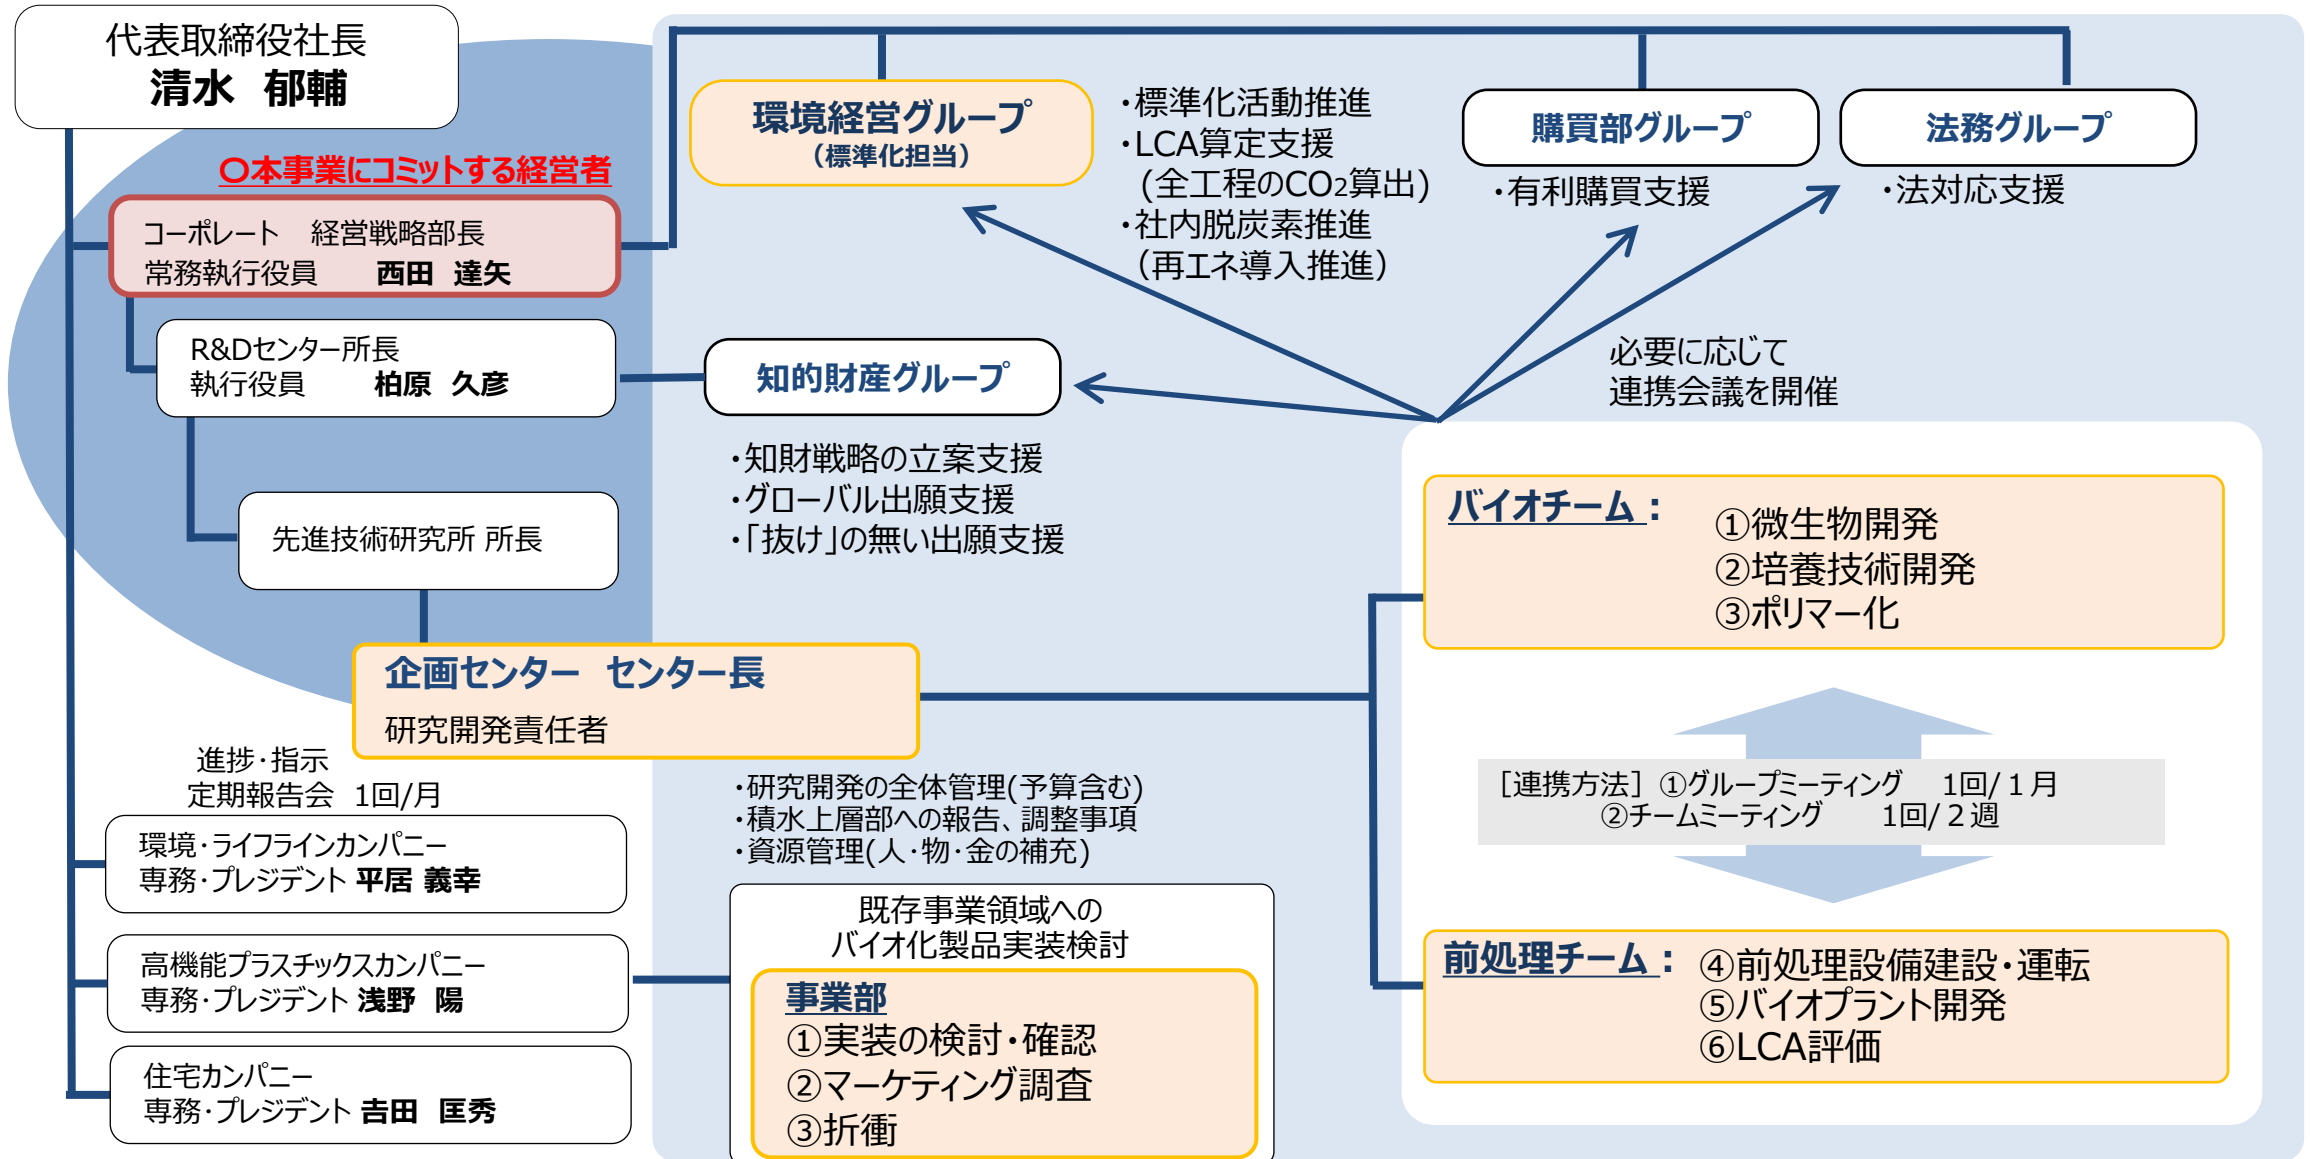 代表取締役社長
清水　郁輔
〇本事業にコミットする経営者
コーポレート　経営戦略部長
常務執行役員　　西田　達矢
R&Dセンター所長
執行役員　　柏原　久彦
先進技術研究所 所長
企画センター　センター長
研究開発責任者
進捗・指示
定期報告会　1回/月
環境・ライフラインカンパニー
専務・プレジデント 平居 義幸
高機能プラスチックスカンパニー
専務・プレジデント 浅野　陽
住宅カンパニー
専務・プレジデント 𠮷田　匡秀
環境経営グループ
（標準化担当）
・標準化活動推進
・LCA算定支援
(全工程のCO2算出)
・社内脱炭素推進
（再エネ導入推進）
購買部グループ
・有利購買支援
法務グループ
・法対応支援
知的財産グループ
・知財戦略の立案支援
・グローバル出願支援
・「抜け」の無い出願支援
必要に応じて
連携会議を開催
・研究開発の全体管理(予算含む)
・積水上層部への報告、調整事項
・資源管理(人・物・金の補充)
既存事業領域への
バイオ化製品実装検討
事業部
①実装の検討・確認
②マーケティング調査
③折衝
バイオチーム：
①微生物開発
②培養技術開発
③ポリマー化
［連携方法］①グループミーティング　1回/１月
②チームミーティング　　1回/２週
前処理チーム：
④前処理設備建設・運転
⑤バイオプラント開発
⑥LCA評価